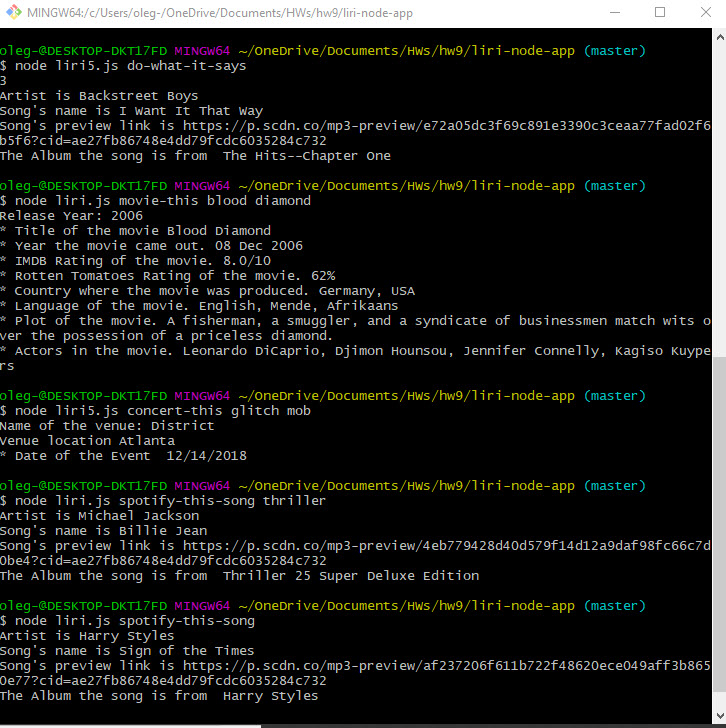 MINGW64:/c/Users/oleg-/OneDrive/Documents/HWs/hw9/liri-node-app
oleg-@DESKTOP-DKT17FD MINGW64 ~/OneDrive/Documents/HWs/hw9/liri-node-app (master)
$ node liri5.js do-what-it-says
3
Artist is Backstreet Boys
Song's name is I Want It That Way
Song's preview link is https://p.scdn.co/mp3-preview/e72a05dc3f69c891e3390c3ceaa77fad02f6
b5f6?cid=ae27fb86748e4dd79fcdc6035284c732
The Album the song is from  The Hits--Chapter One
oleg-@DESKTOP-DKT17FD MINGW64 ~/OneDrive/Documents/HWs/hw9/liri-node-app (master)
$ node liri.js movie-this blood diamond
Release Year: 2006
* Title of the movie Blood Diamond
* Year the movie came out. 08 Dec 2006
* IMDB Rating of the movie. 8.0/10
* Rotten Tomatoes Rating of the movie. 62%
* Country where the movie was produced. Germany, USA
* Language of the movie. English, Mende, Afrikaans
* Plot of the movie. A fisherman, a smuggler, and a syndicate of businessmen match wits o
ver the possession of a priceless diamond.
* Actors in the movie. Leonardo DiCaprio, Djimon Hounsou, Jennifer Connelly, Kagiso Kuype
rs
oleg-@DESKTOP-DKT17FD MINGW64 ~/OneDrive/Documents/HWs/hw9/liri-node-app (master)
$ node liri5.js concert-this glitch mob
Name of the venue: District
Venue location Atlanta
* Date of the Event  12/14/2018
oleg-@DESKTOP-DKT17FD MINGW64 ~/OneDrive/Documents/HWs/hw9/liri-node-app (master)
$ node liri.js spotify-this-song thriller
Artist is Michael Jackson
Song's name is Billie Jean
Song's preview link is https://p.scdn.co/mp3-preview/4eb779428d40d579f14d12a9daf98fc66c7d
0be4?cid=ae27fb86748e4dd79fcdc6035284c732
The Album the song is from  Thriller 25 Super Deluxe Edition
oleg-@DESKTOP-DKT17FD MINGW64 ~/OneDrive/Documents/HWs/hw9/liri-node-app (master)
$ node liri.js spotify-this-song
Artist is Harry Styles
Song's name is Sign of the Times
Song's preview link is https://p.scdn.co/mp3-preview/af237206f611b722f48620ece049aff3b865
0e77?cid=ae27fb86748e4dd79fcdc6035284c732
The Album the song is from  Harry Styles